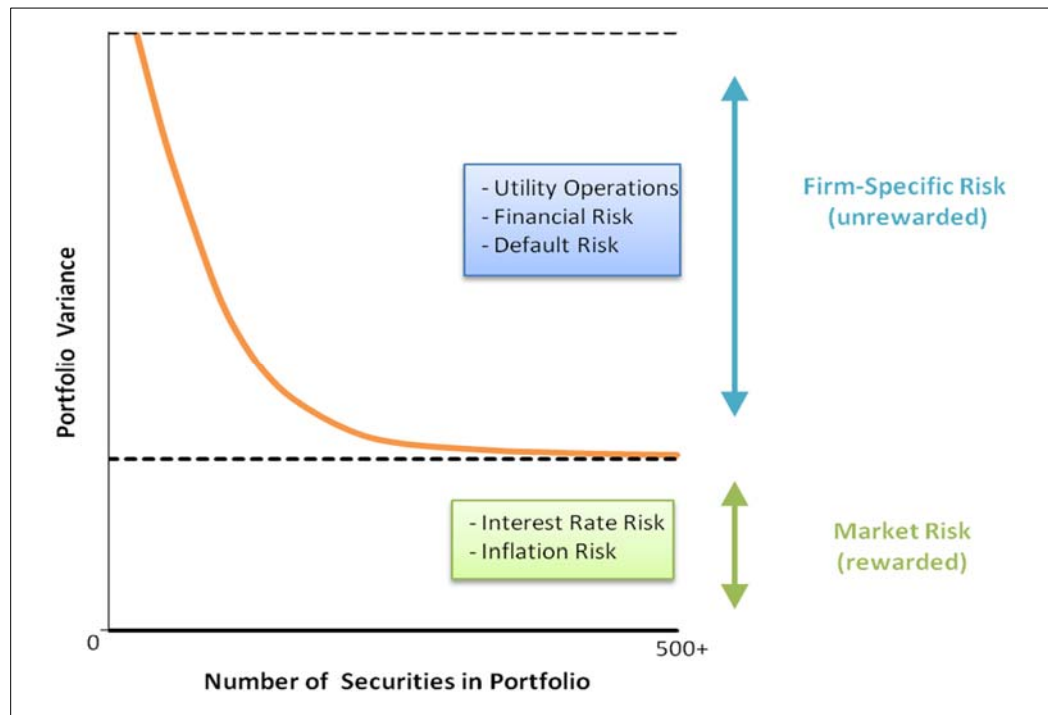 - Utility Operations
- Financial Risk
- Default Risk
Firm-Specific Risk
(unrewarded)
Portfolio Variance
- Interest Rate Risk
- Inflation Risk
Market Risk
(rewarded)
0
500+
Number of Securities in Portfolio